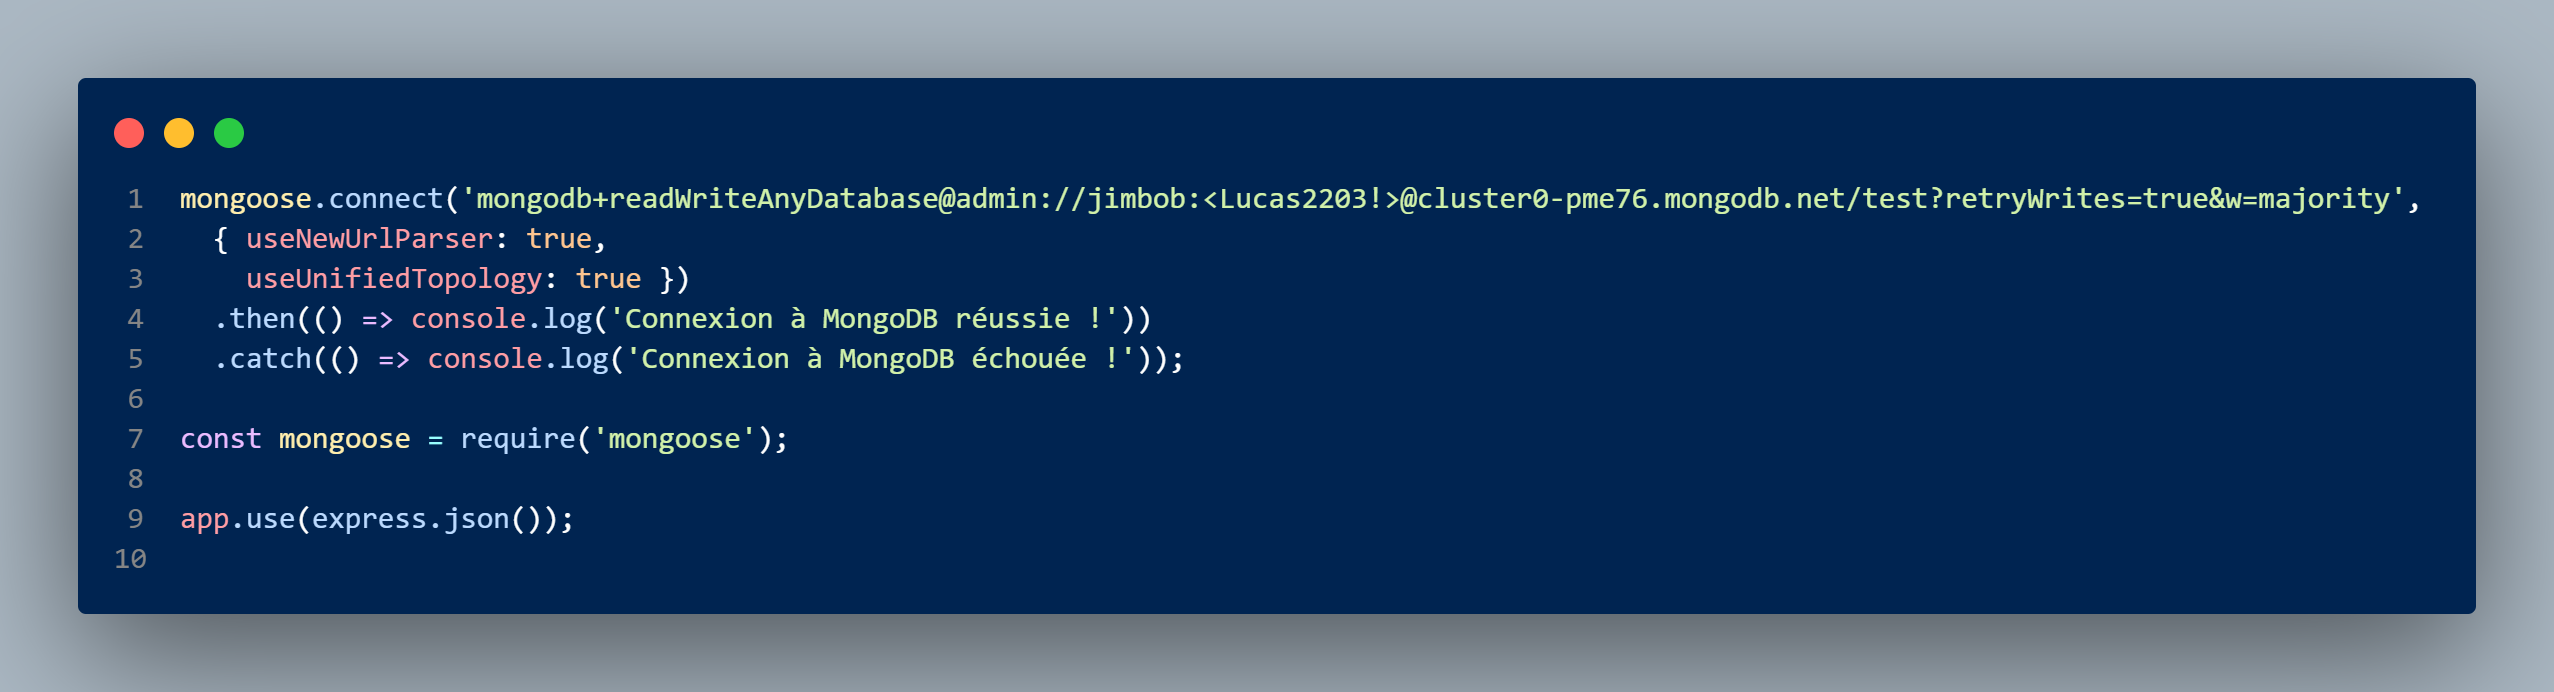 1 mongoose.connect('mongodb+readWriteAnyDatabase@admin://jimbob:<Lucas2203!>@cluster0-pme76.mongodb.net/test?retryWrites=true&w=majority',
2   { useNewUrlParser: true,
3     useUnifiedTopology: true })
4   .then(() => console.log('Connexion à MongoDB réussie !'))
5   .catch(() => console.log('Connexion à MongoDB échouée !'));
6
7 const mongoose = require('mongoose');
8
9 app.use(express.json());
10